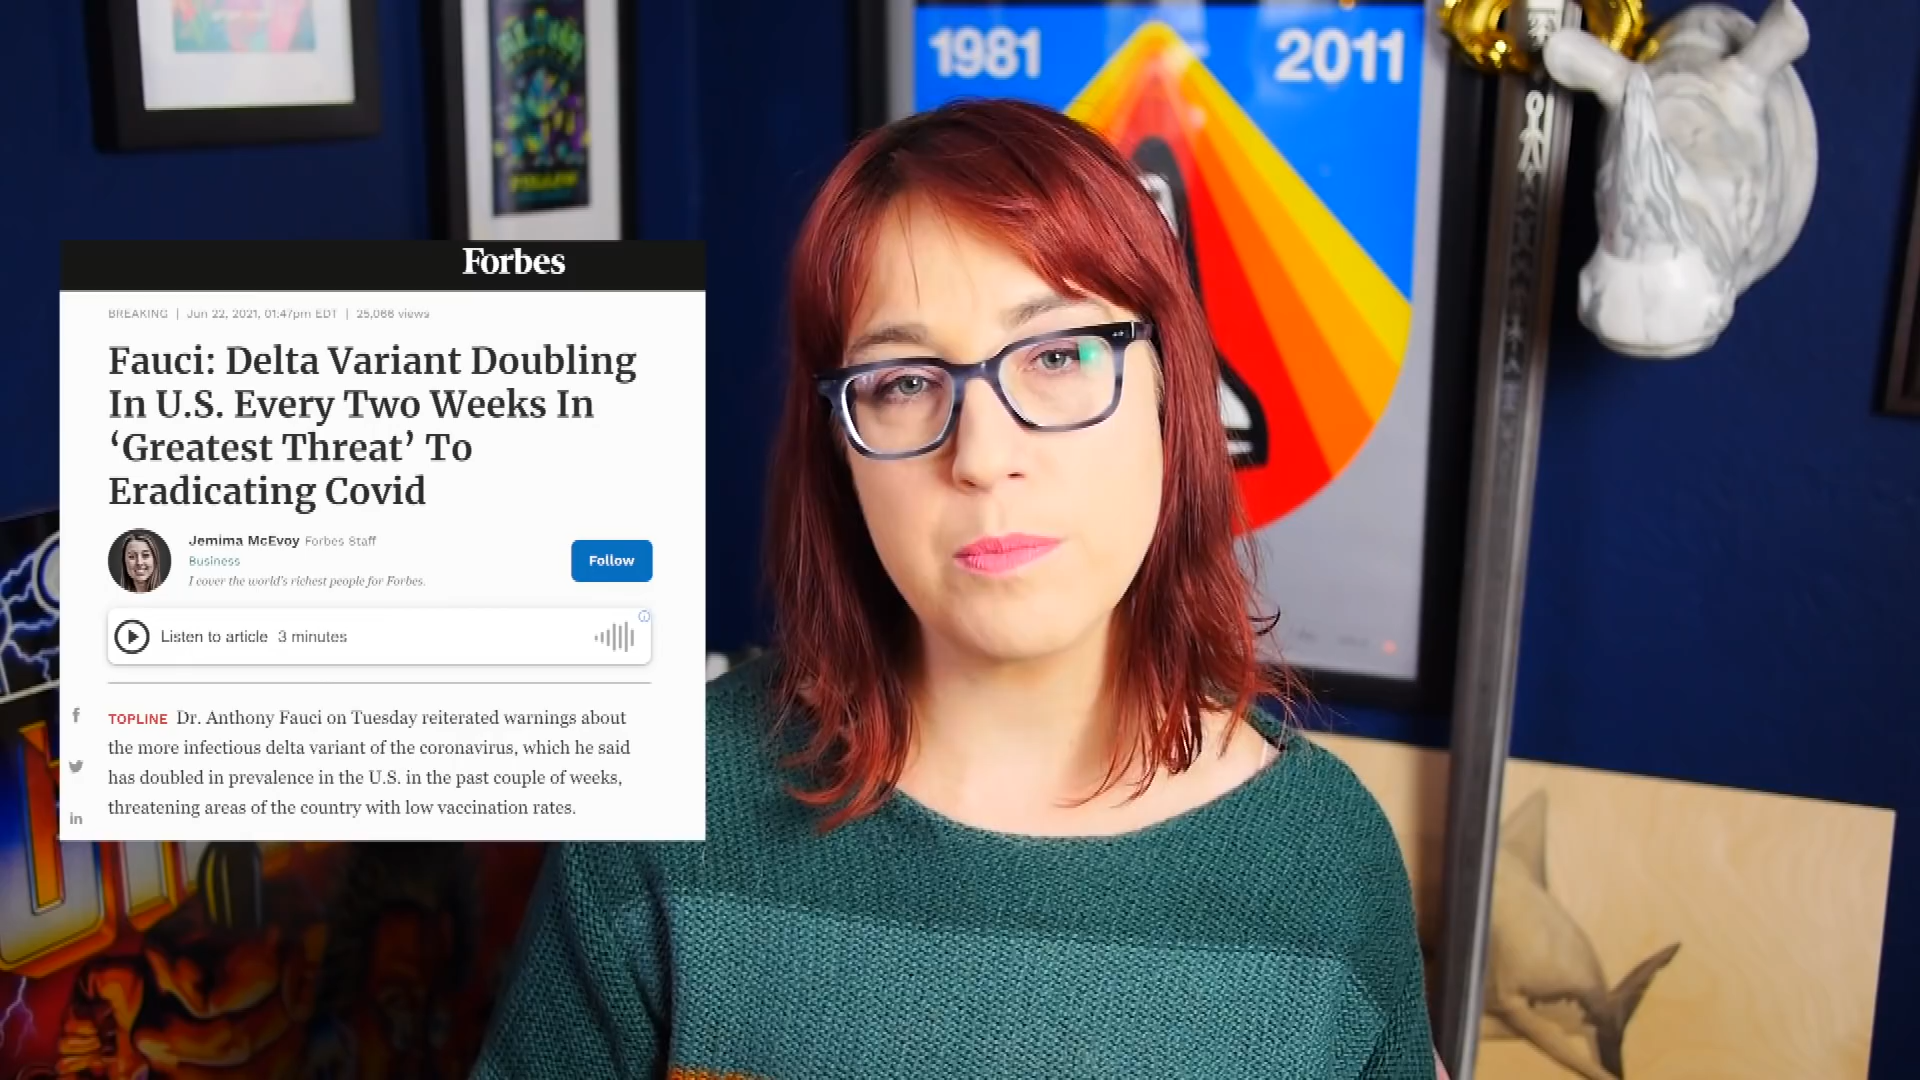 1981
2011
Forbes
BREAKING | Jun 22, 2021, 01:47pm EDT | 25,066 views
Fauci: Delta Variant Doubling
In U.S. Every Two Weeks In
‘Greatest Threat’ To
Eradicating Covid
Jemima McEvoy Forbes Staff
Business
I cover the world's richest people for Forbes.
Follow
Listen to article 3 minutes
TOPLINE Dr. Anthony Fauci on Tuesday reiterated warnings about
the more infectious delta variant of the coronavirus, which he said
has doubled in prevalence in the U.S. in the past couple of weeks,
threatening areas of the country with low vaccination rates.